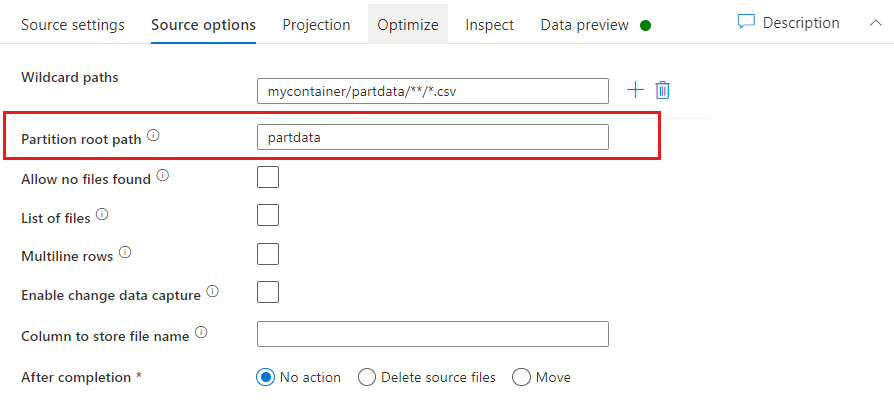 Source settings Source options Projection Optimize Inspect Data preview Description
Wildcard paths mycontainer/partdata/**/*.csv
Partition root path partdata
Allow no files found
List of files
Multiline rows
Enable change data capture
Column to store file name
After completion * No action Delete source files Move